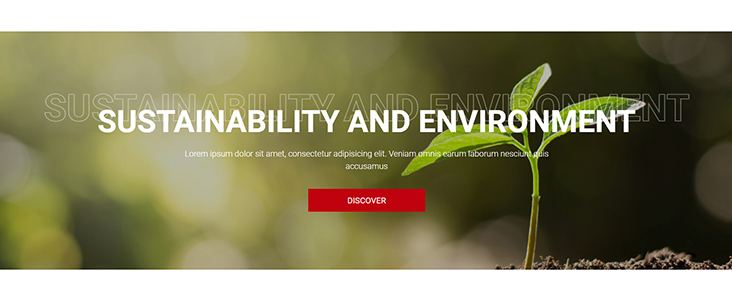 SUSTAINABILITY AND ENVIRONMENT
SUSTAINABILITY AND ENVIRONMENT
Lorem ipsum dolor sit amet, consectetur adipisicing elit. Veniam omnis earum laborum nesciunt quis
accusamus
DISCOVER